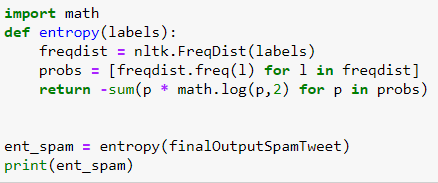 import math
def entropy(labels):
    freqdist = nltk.FreqDist(labels)
    probs = [freqdist.freq(l) for l in freqdist]
    return -sum(p * math.log(p,2) for p in probs)
ent_spam = entropy(finalOutputSpamTweet)
print(ent_spam)